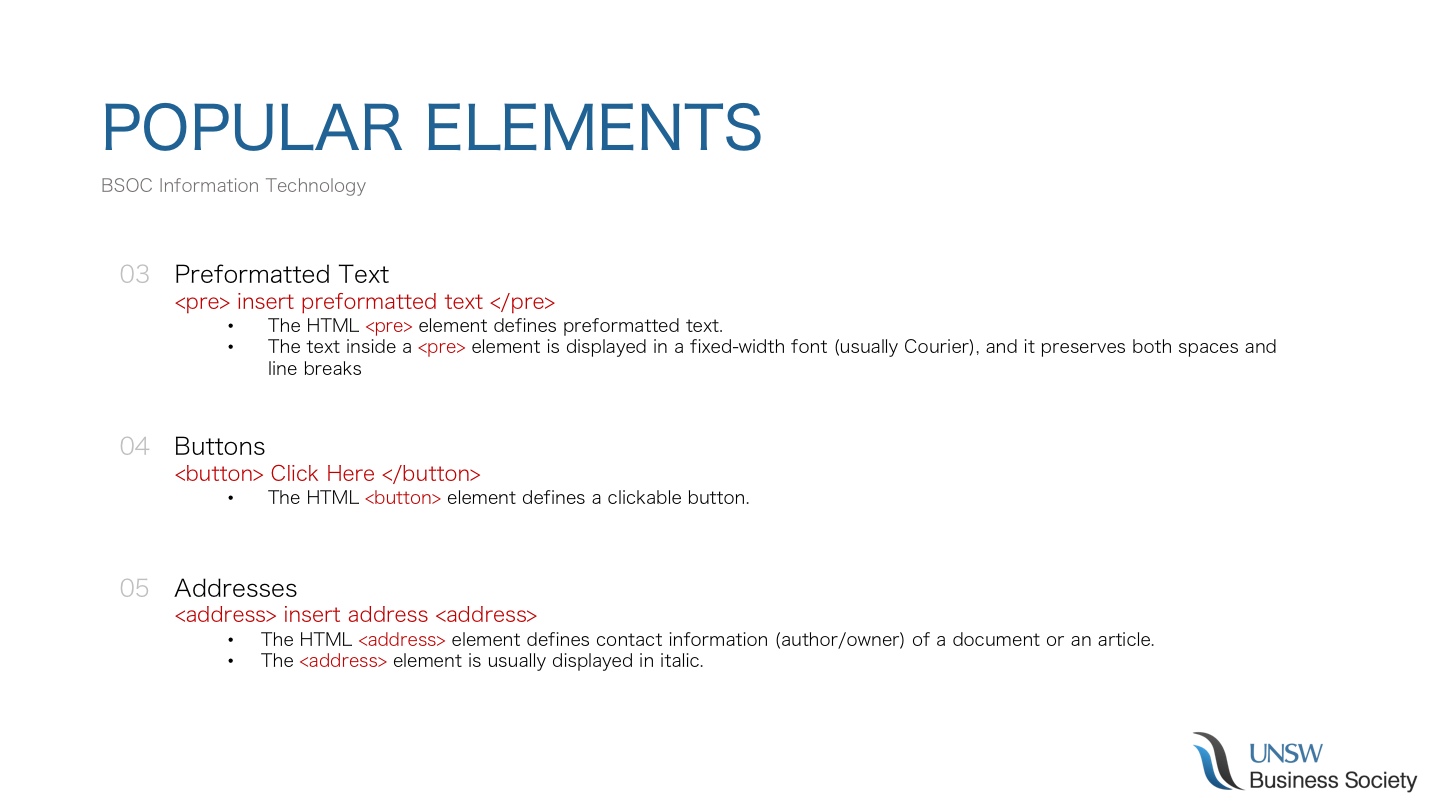 POPULAR ELEMENTS
BSOC Information Technology
03 Preformatted Text
<pre> insert preformatted text </pre>
• The HTML <pre> element defines preformatted text.
• The text inside a <pre> element is displayed in a fixed-width font (usually Courier), and it preserves both spaces and
line breaks
04 Buttons
<button> Click Here </button>
• The HTML <button> element defines a clickable button.
05 Addresses
<address> insert address <address>
• The HTML <address> element defines contact information (author/owner) of a document or an article.
• The <address> element is usually displayed in italic.
UNSW
Business Society